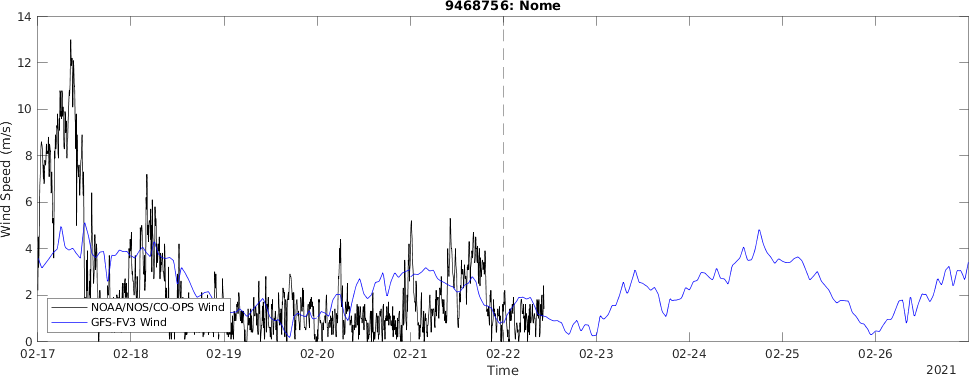 9468756: Nome
14
12
10
8
6
4
2
0
Wind Speed (m/s)
NOAA/NOS/CO-OPS Wind
GFS-FV3 Wind
02-17 02-18 02-19 02-20 02-21 02-22 02-23 02-24 02-25 02-26
Time
2021